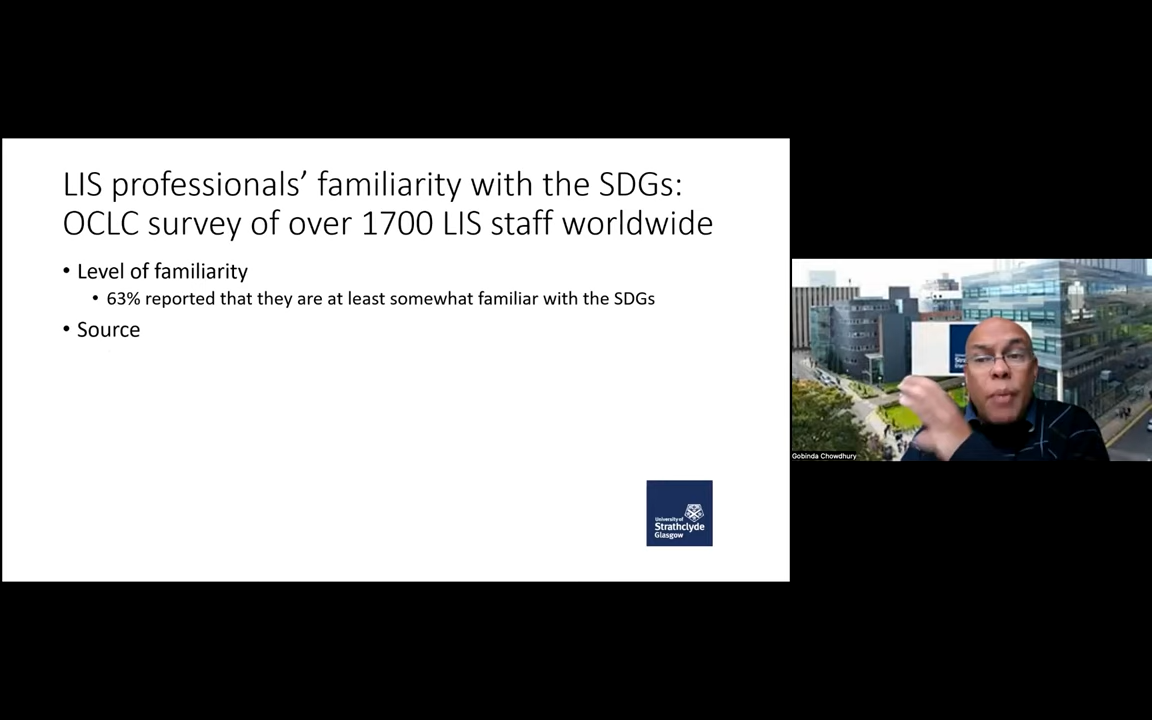 LIS professionals’ familiarity with the SDGs:
OCLC survey of over 1700 LIS staff worldwide
• Level of familiarity
• 63% reported that they are at least somewhat familiar with the SDGs
• Source
University of
Strathclyde
Glasgow
Gobinda Chowdhury